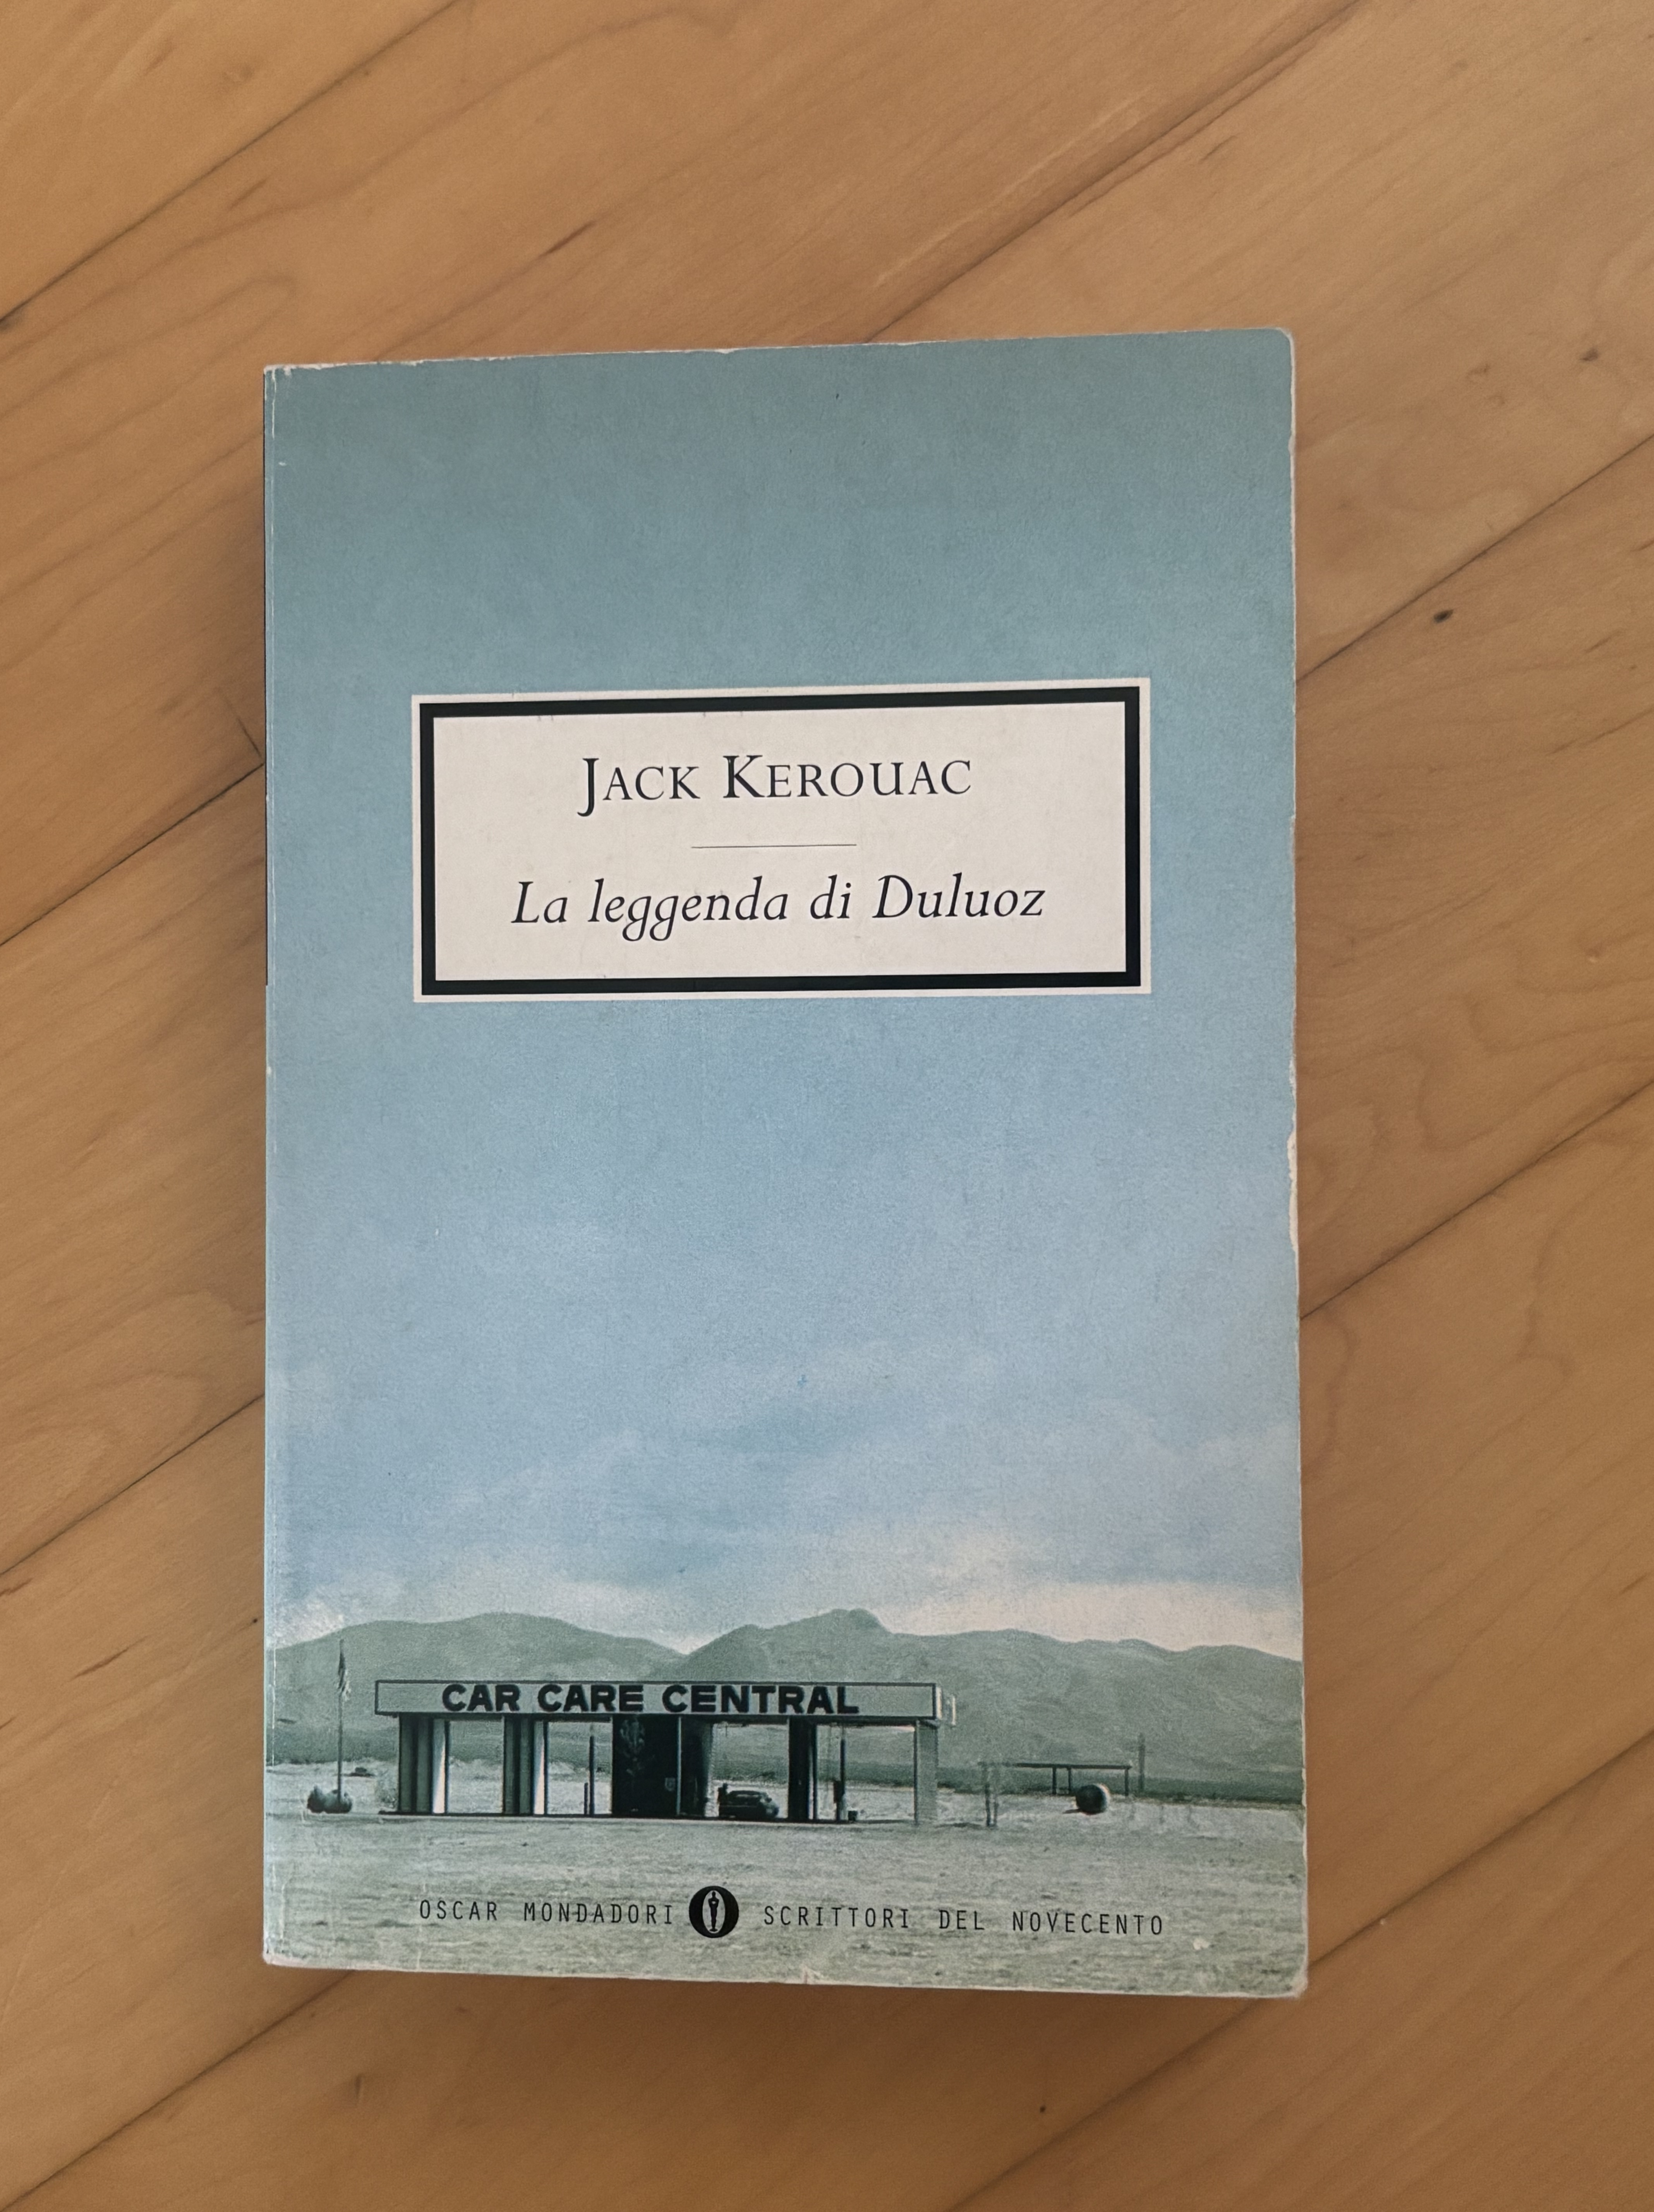 JACK KEROUAC
La leggenda di Duluoz
CAR CARE CENTRAL
OSCAR MONDADORI SCRITTORI DEL NOVECENTO